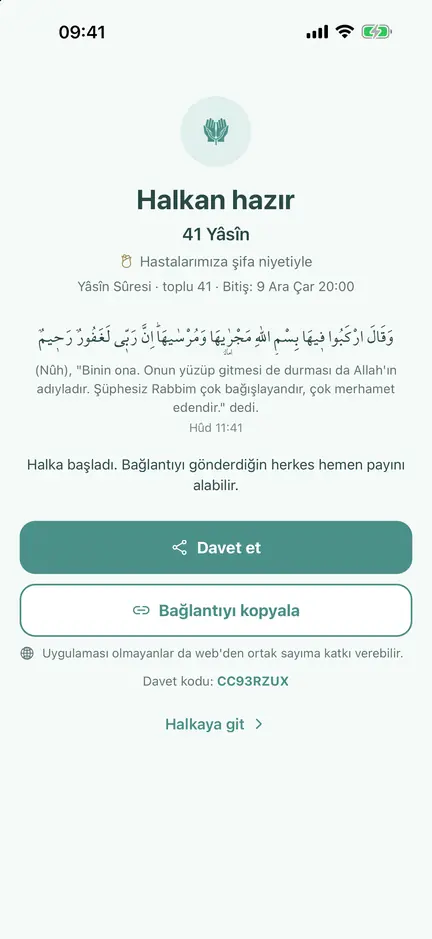 09:41
Halkan hazır
41 Yâsîn
Hastalarımıza şifa niyetiyle
Yâsîn Sûresi · toplu 41 · Bitiş: 9 Ara Çar 20:00
وَقَالَ ارْكَبُوا فٖيهَا بِسْمِ اللّٰهِ مَجْرٰۭۙيهَا وَمُرْسٰيهَاؕ اِنَّ رَبّٖى لَغَفُورٌ رَحٖيمٌ
(Nûh), "Binin ona. Onun yüzüp gitmesi de durması da Allah'ın
adıyladır. Şüphesiz Rabbim çok bağışlayandır, çok merhamet
edendir." dedi.
Hûd 11:41
Halka başladı. Bağlantıyı gönderdiğin herkes hemen payını
alabilir.
Davet et
Bağlantıyı kopyala
Uygulaması olmayanlar da web'den ortak sayıma katkı verebilir.
Davet kodu: CC93RZUX
Halkaya git